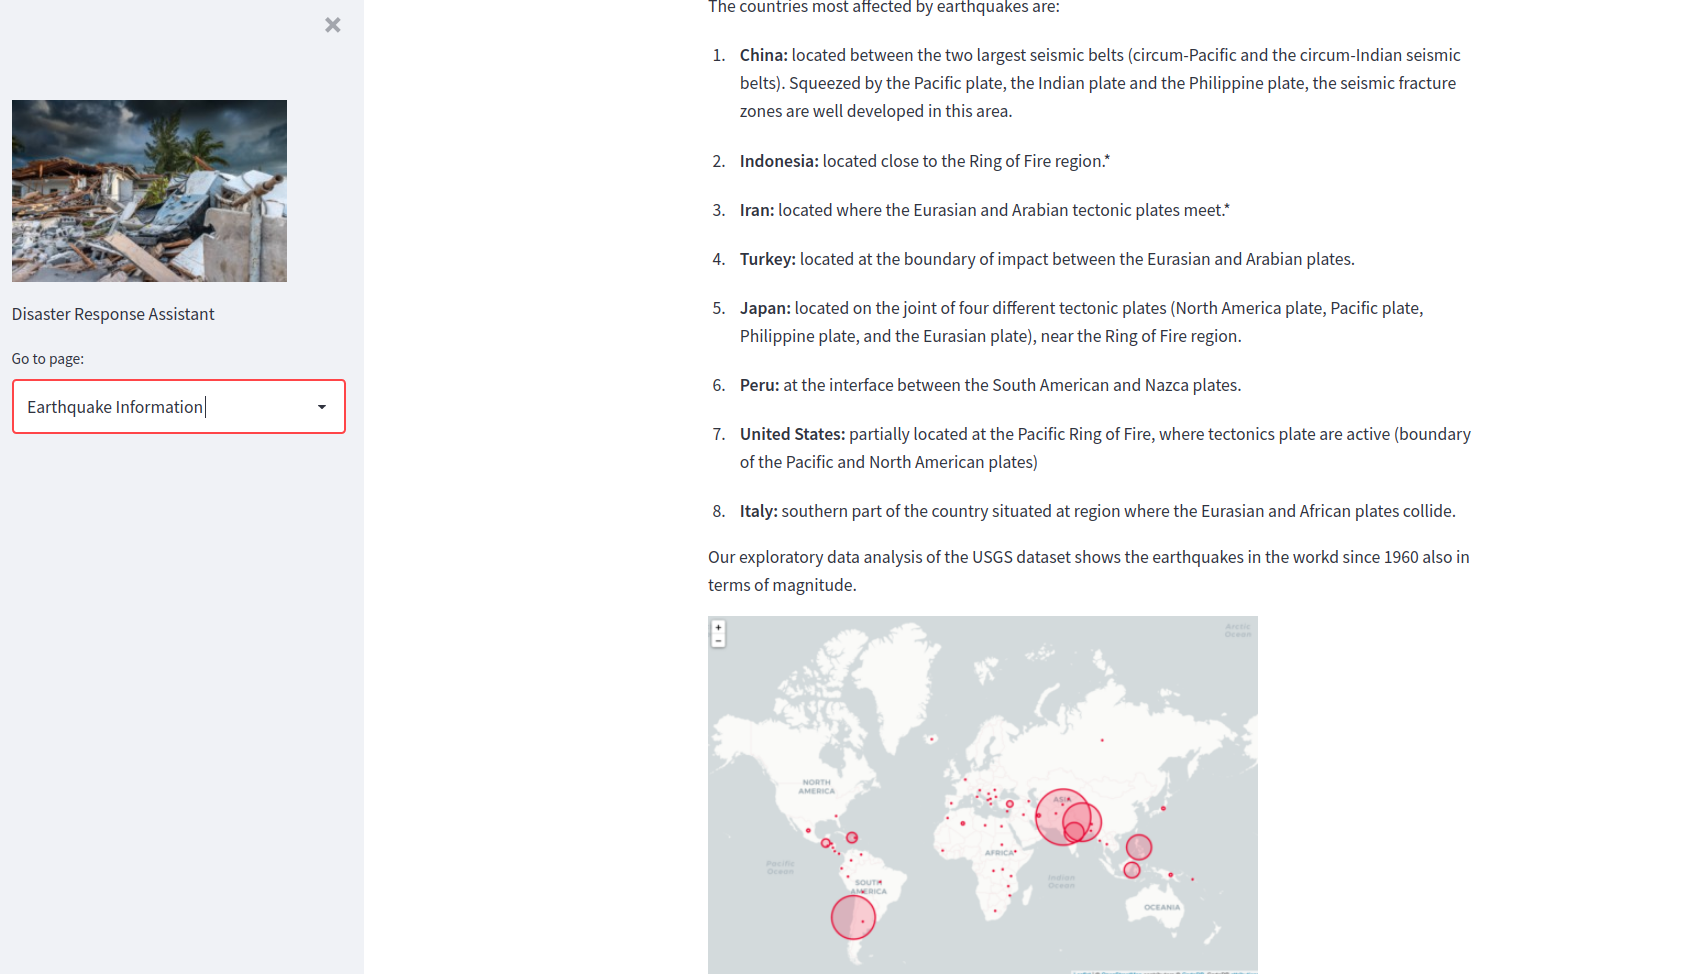 The countries most affected by earthquakes are:
1. China: located between the two largest seismic belts (circum-Pacific and the circum-Indian seismic
belts). Squeezed by the Pacific plate, the Indian plate and the Philippine plate, the seismic fracture
zones are well developed in this area.
2. Indonesia: located close to the Ring of Fire region.*
3. Iran: located where the Eurasian and Arabian tectonic plates meet.*
4. Turkey: located at the boundary of impact between the Eurasian and Arabian plates.
5. Japan: located on the joint of four different tectonic plates (North America plate, Pacific plate,
Philippine plate, and the Eurasian plate), near the Ring of Fire region.
6. Peru: at the interface between the South American and Nazca plates.
7. United States: partially located at the Pacific Ring of Fire, where tectonics plate are active (boundary
of the Pacific and North American plates)
8. Italy: southern part of the country situated at region where the Eurasian and African plates collide.
Our exploratory data analysis of the USGS dataset shows the earthquakes in the workd since 1960 also in
terms of magnitude.
Disaster Response Assistant
Go to page:
Earthquake Information
+
−
Arctic
Ocean
NORTH
AMERICA
ASIA
AFRICA
Pacific
Ocean
Indian
Ocean
SOUTH
AMERICA
OCEANIA